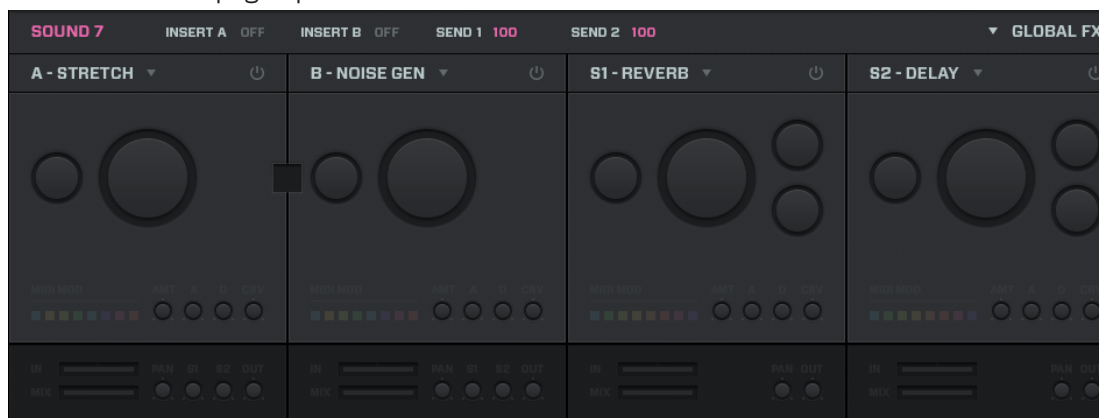 SOUND 7 INSERT A OFF INSERT B OFF SEND 1 100 SEND 2 100 ▼ GLOBAL FX
A - STRETCH ▼ B - NOISE GEN ▼ S1 - REVERB ▼ S2 - DELAY ▼
MIDI MOD AMT A D CRV MIDI MOD AMT A D CRV MIDI MOD AMT A D CRV MIDI MOD AMT A D
IN PAN S1 S2 OUT IN PAN S1 S2 OUT IN PAN OUT IN PAN OUT
MIX MIX MIX MIX